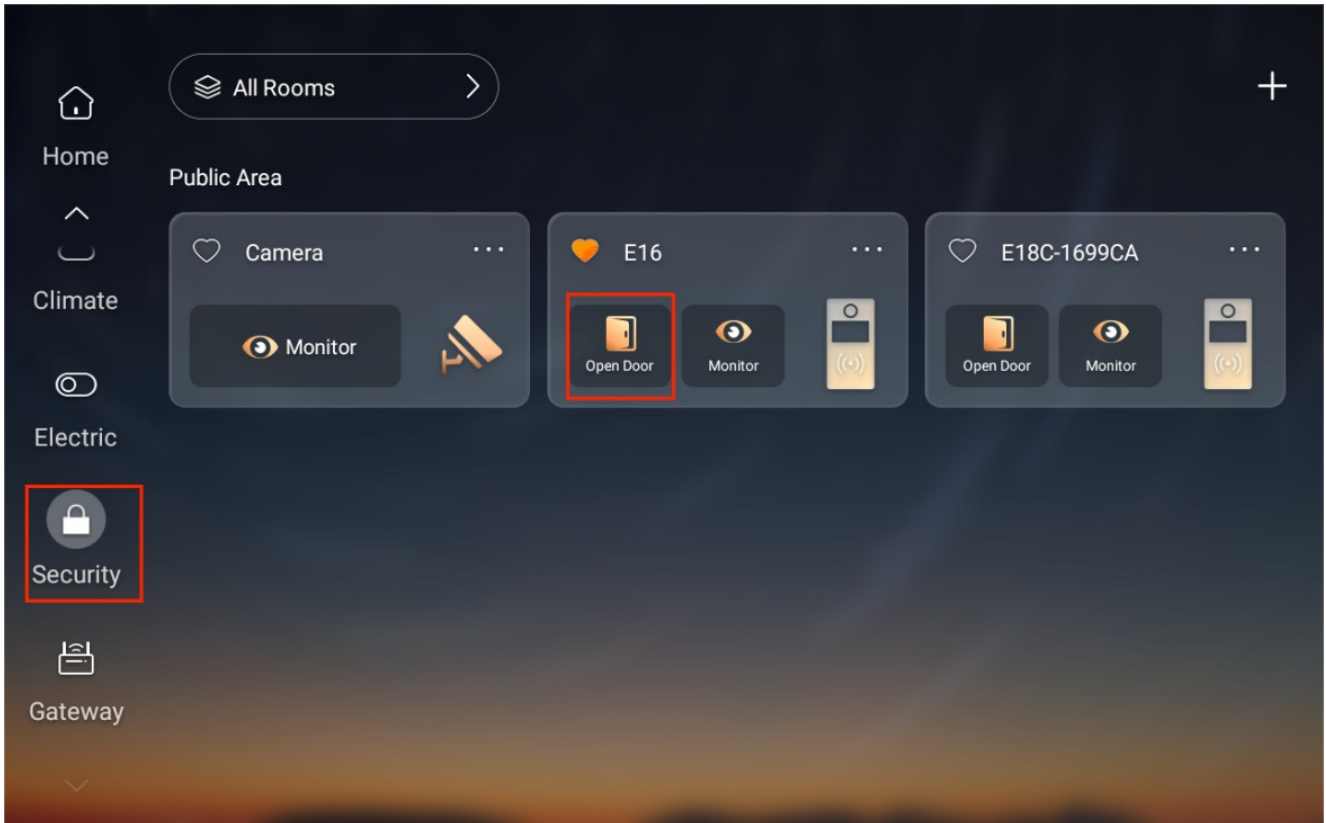 All Rooms
Home
Public Area
Camera
E16
E18C-1699CA
Climate
Monitor
Open Door
Monitor
Open Door
Monitor
Electric
Security
Gateway